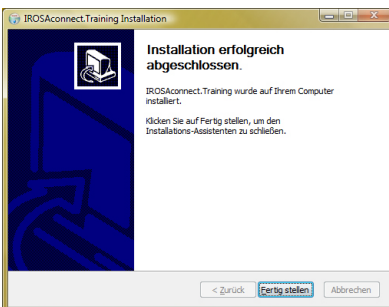 IROSAconnect.Training Installation
Installation erfolgreich
abgeschlossen.
IROSAconnect.Training wurde auf Ihrem Computer
installiert.
Klicken Sie auf Fertig stellen, um den
Installations-Assistenten zu schließen.
< Zurück Fertig stellen Abbrechen